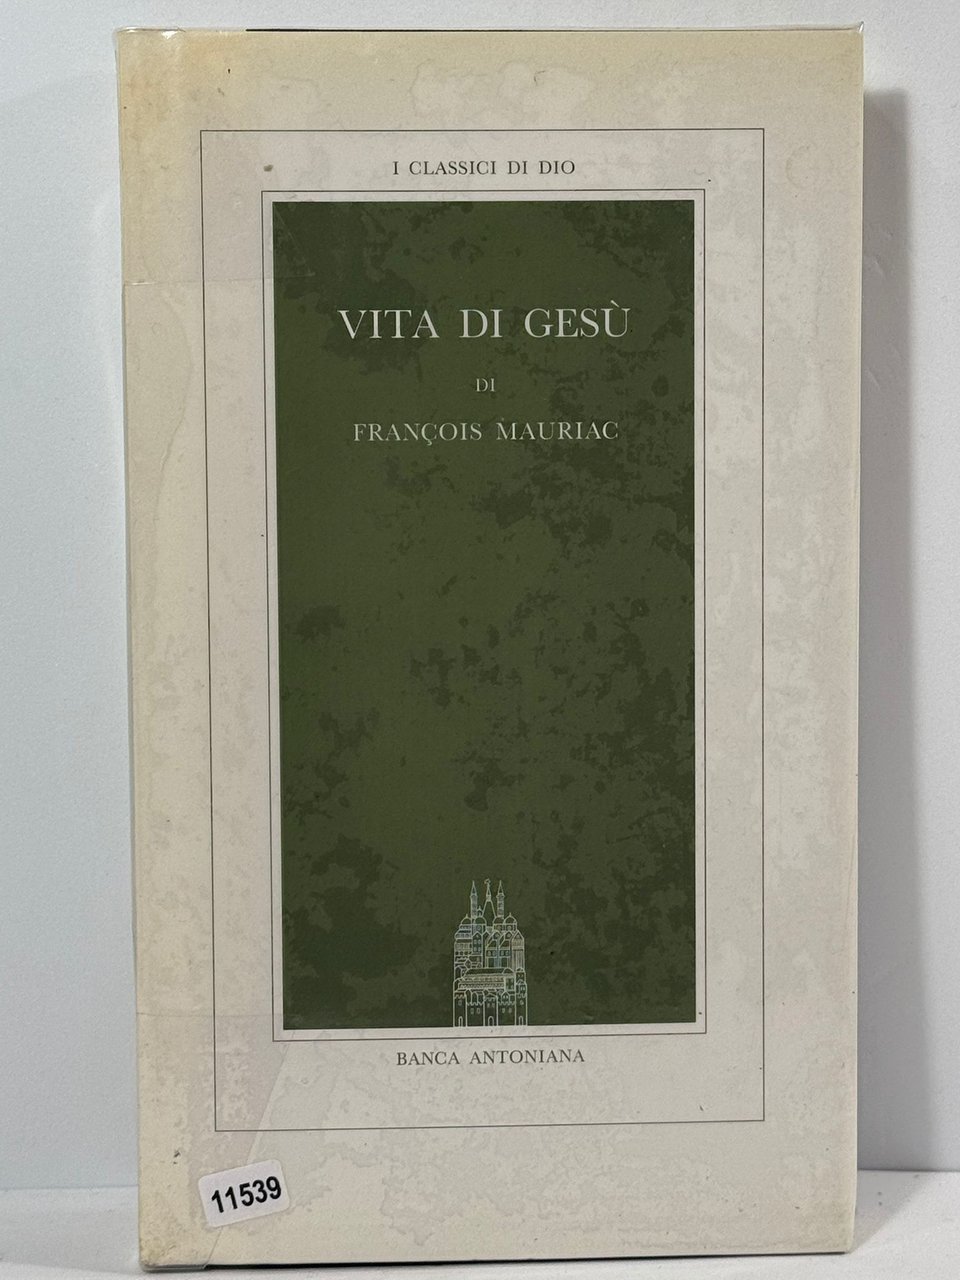 I CLASSICI DI DIO
VITA DI GESÙ
DI
FRANÇOIS MAURIAC
BANCA ANTONIANA
11539